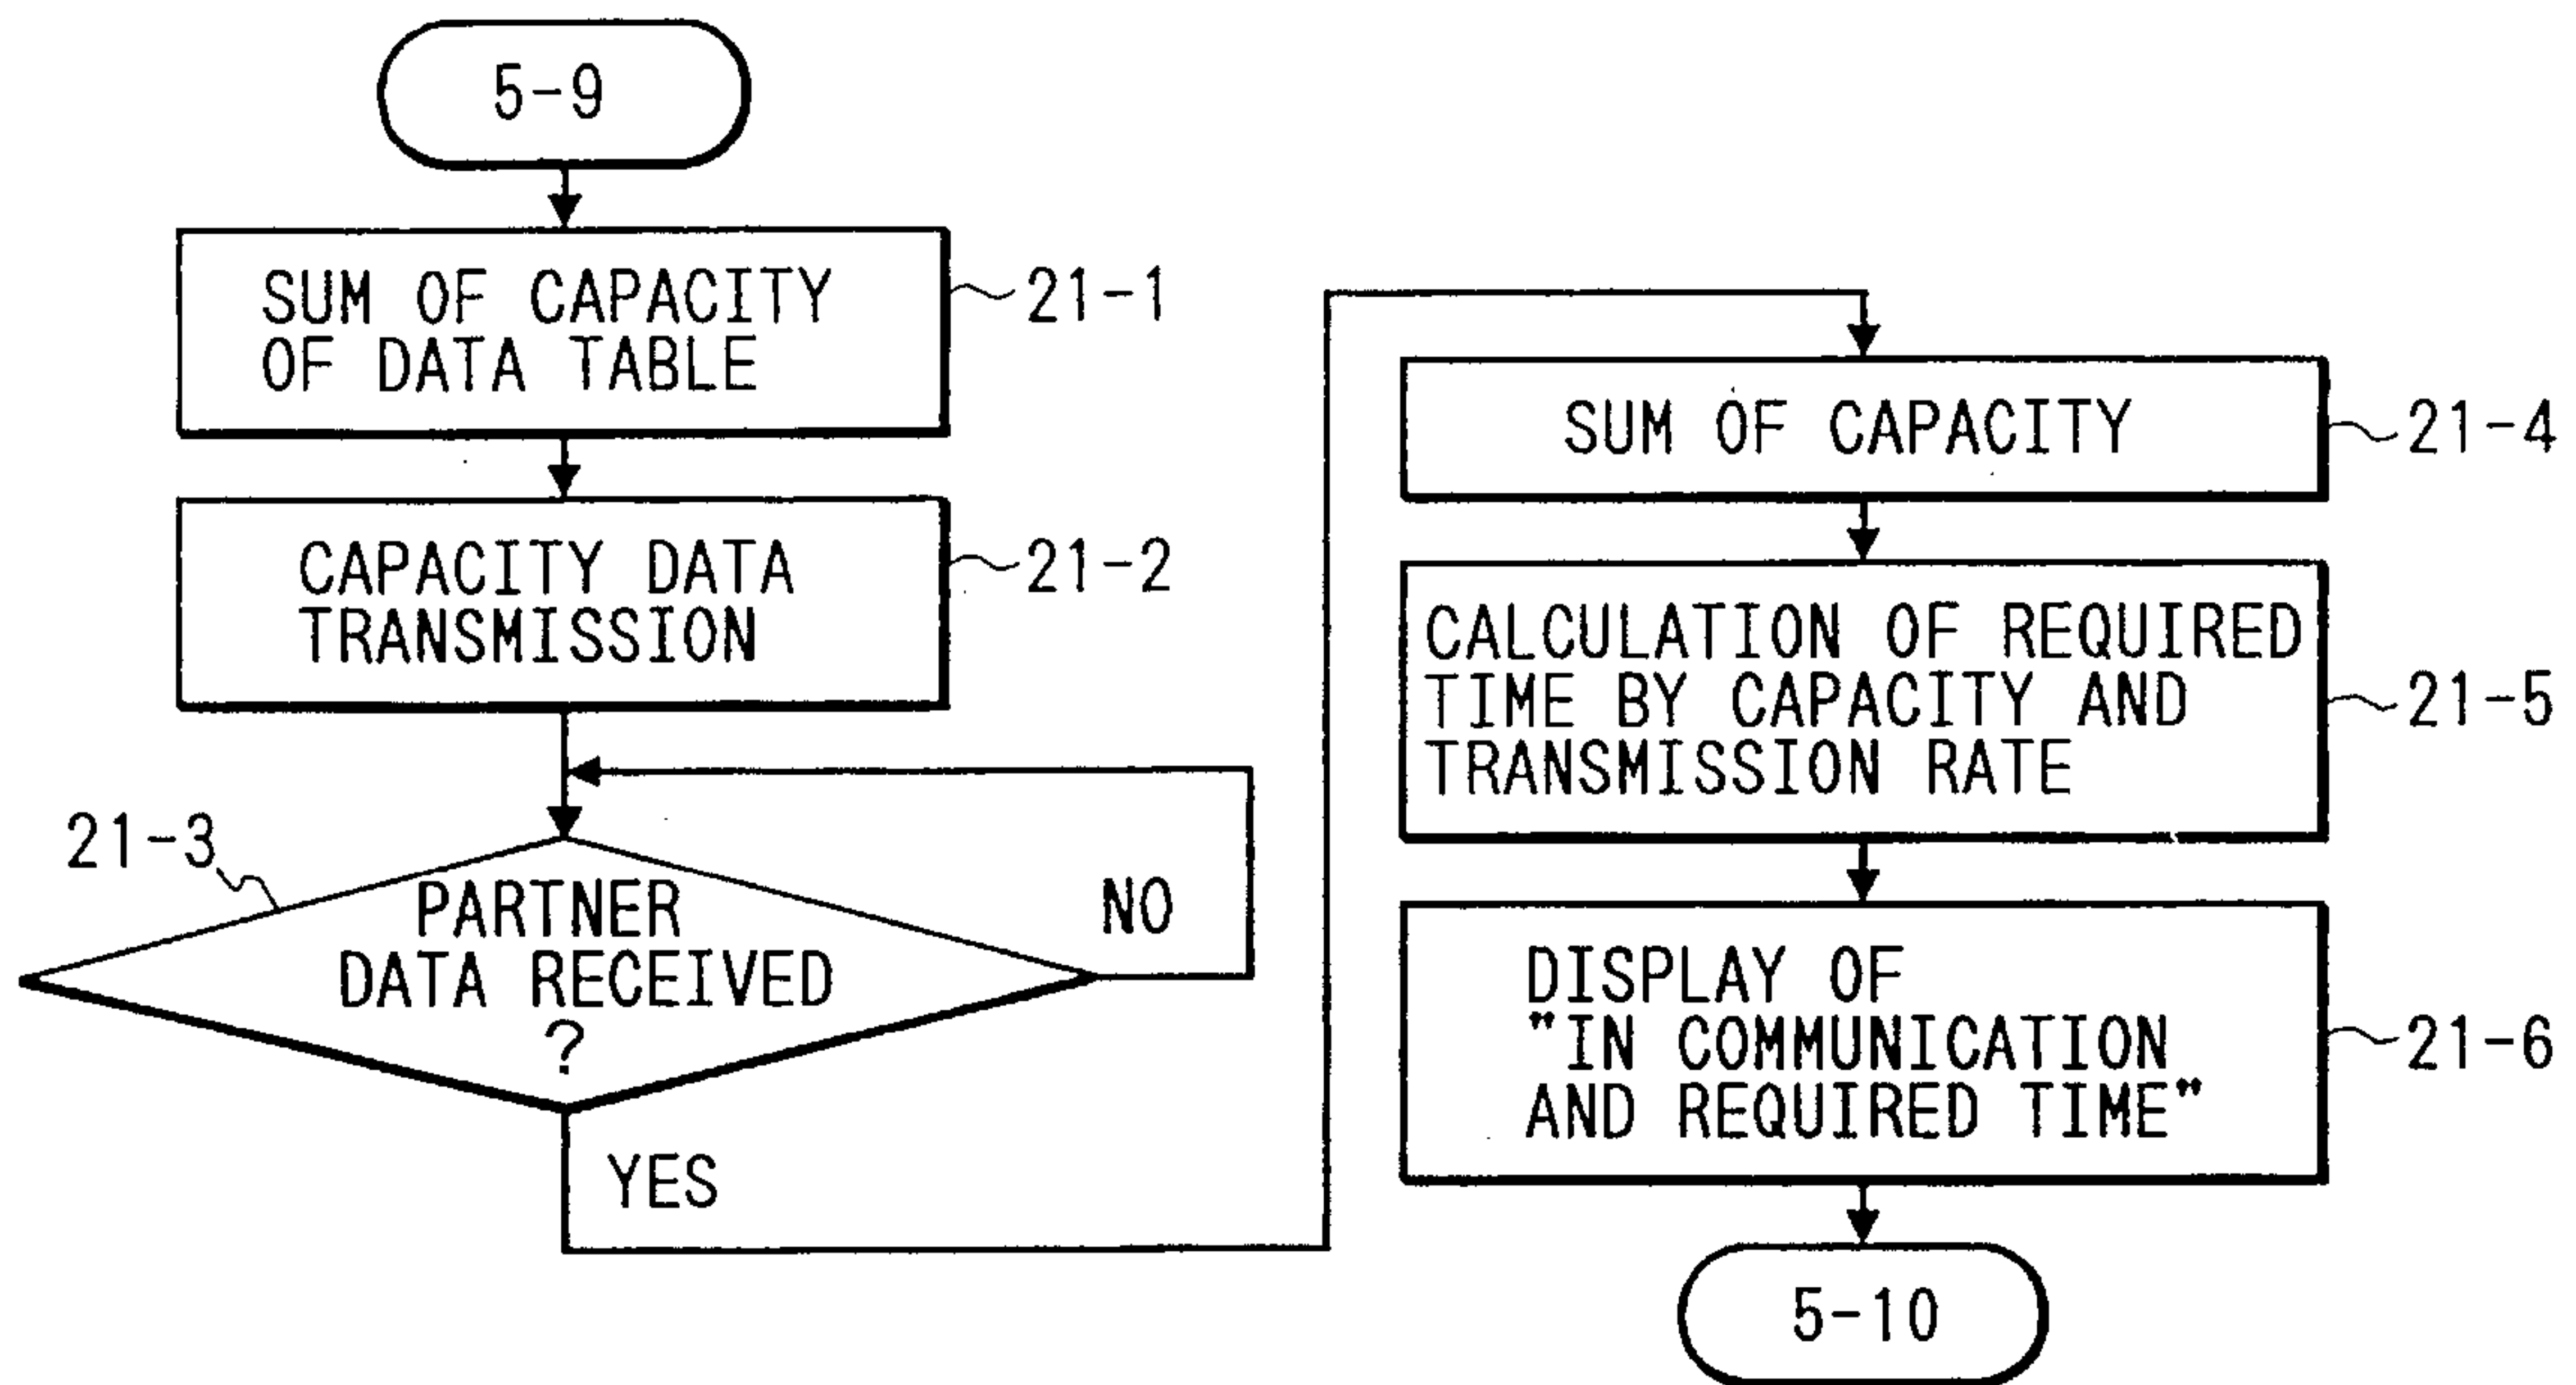 5-9
SUM OF CAPACITY
OF DATA TABLE
21-1
CAPACITY DATA
TRANSMISSION
21-2
21-3
PARTNER
DATA RECEIVED
?
NO
YES
SUM OF CAPACITY
21-4
CALCULATION OF REQUIRED
TIME BY CAPACITY AND
TRANSMISSION RATE
21-5
DISPLAY OF
"IN COMMUNICATION
AND REQUIRED TIME"
21-6
5-10